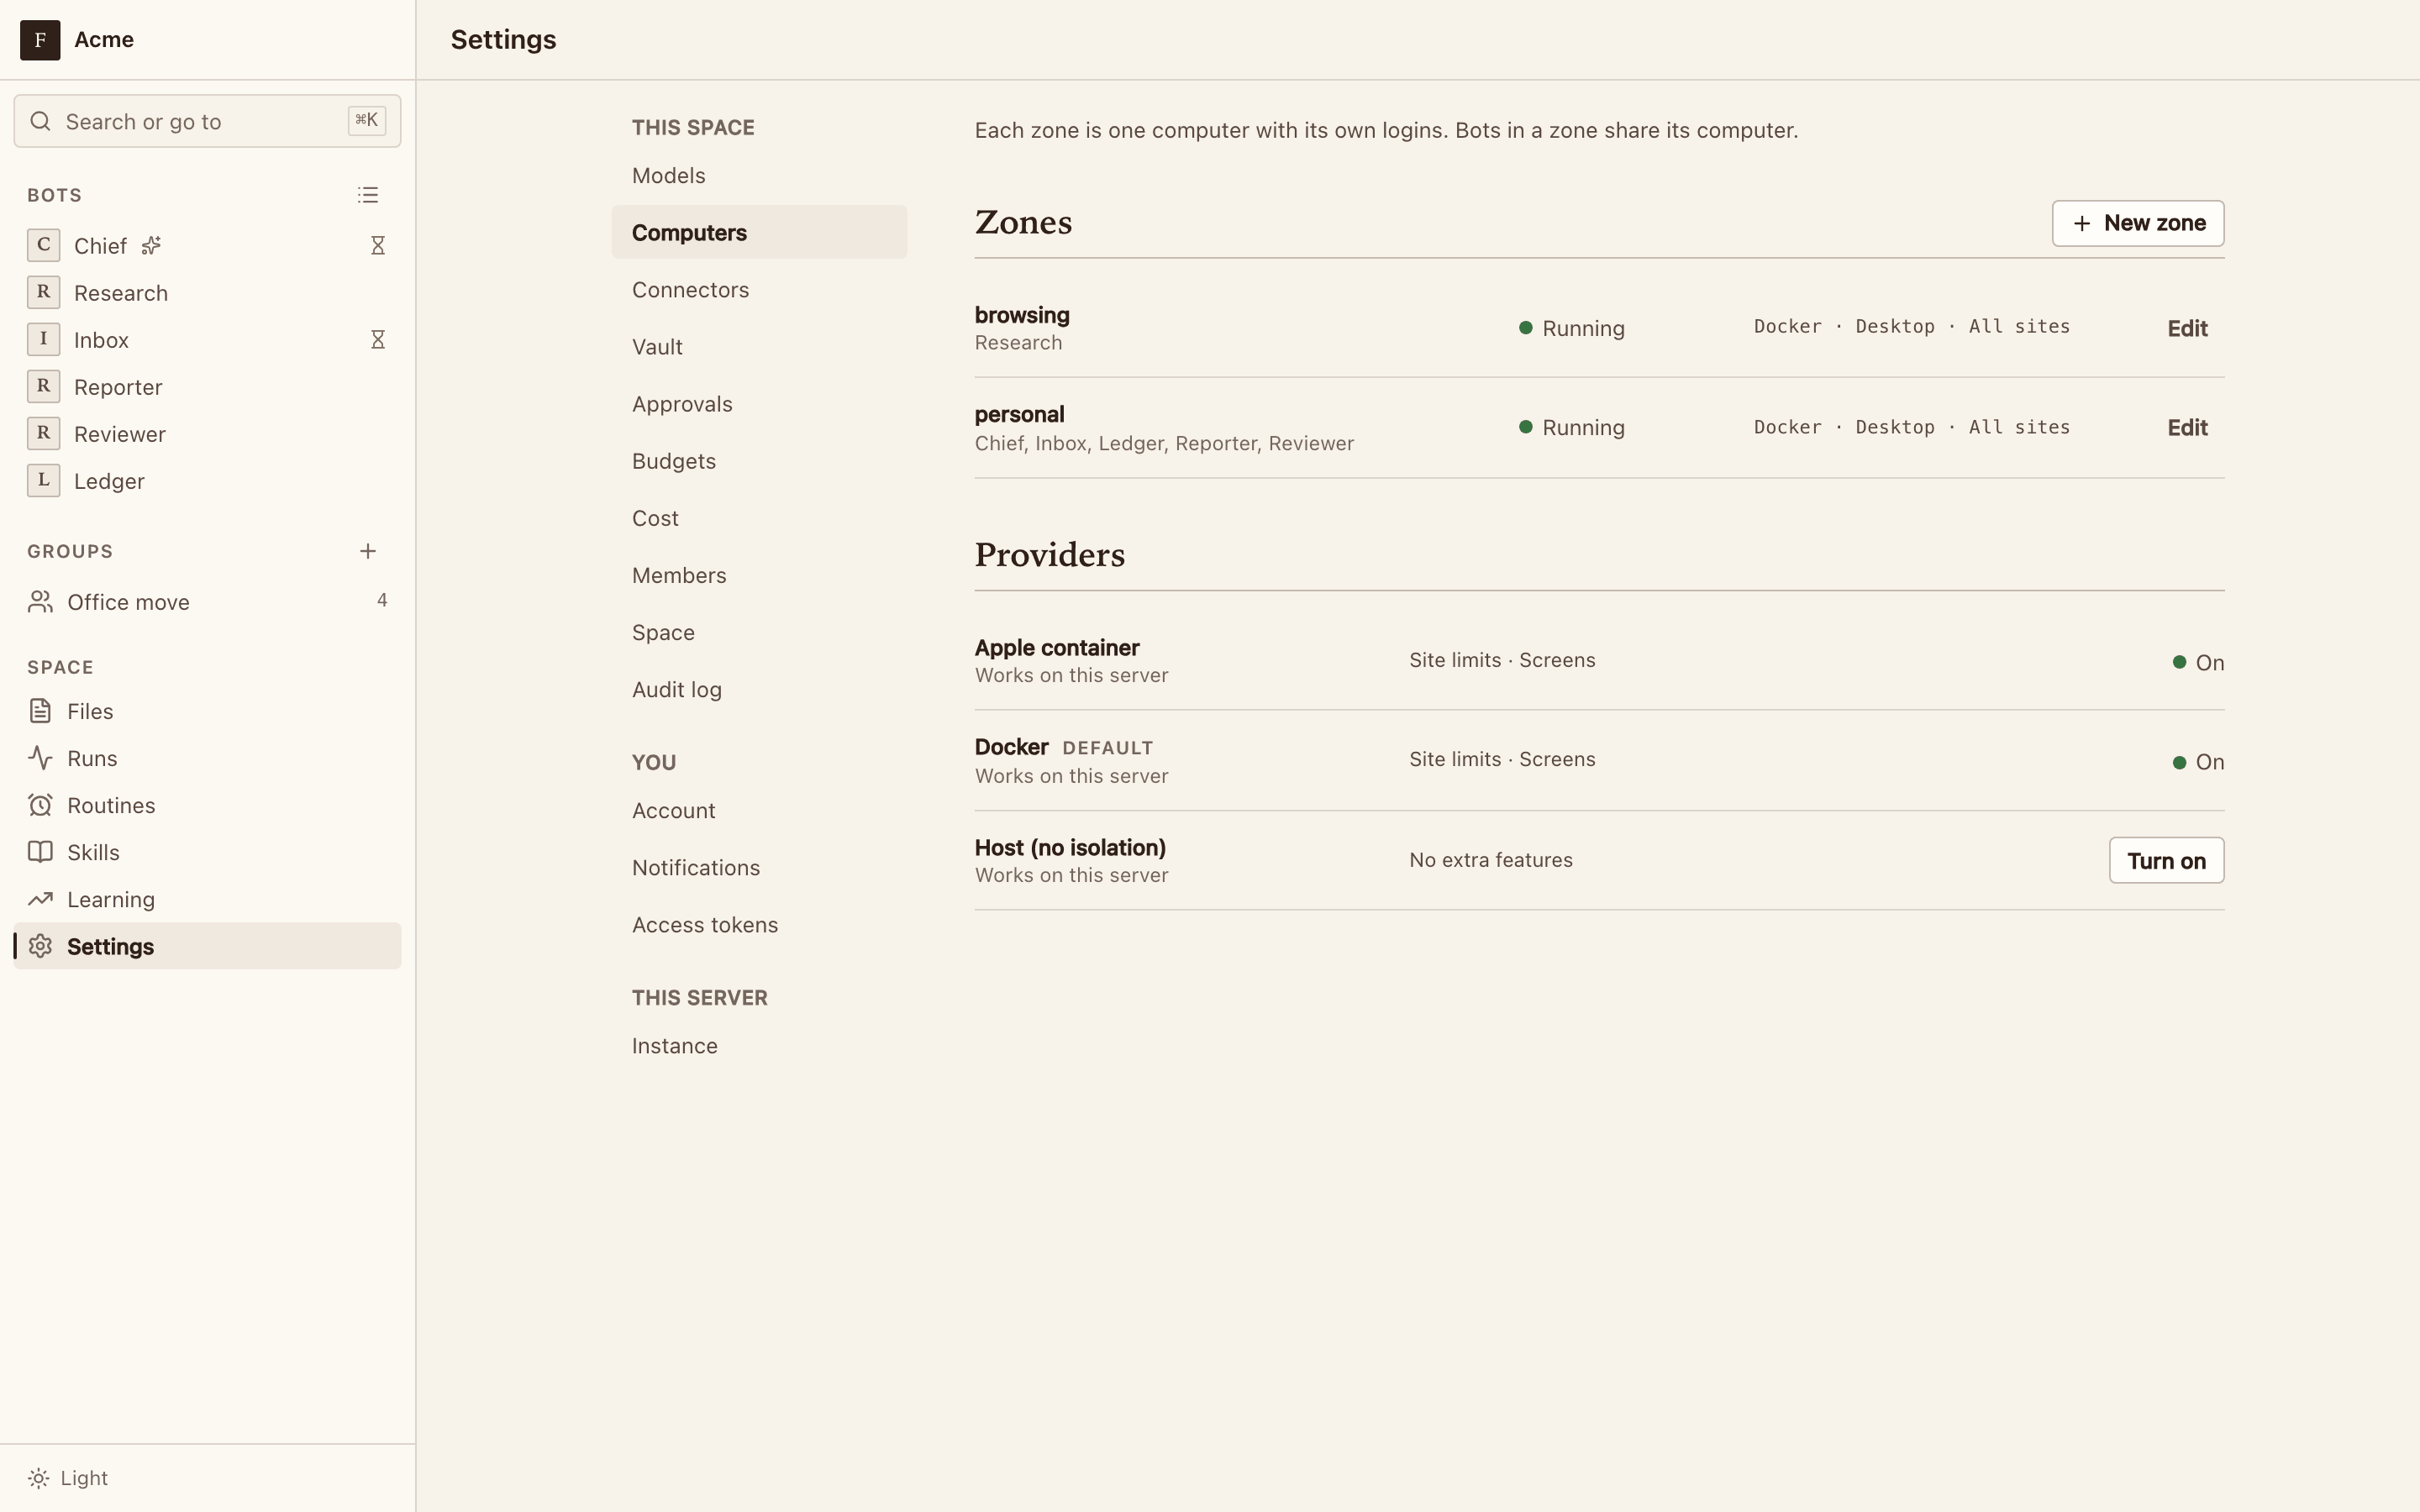 F Acme
Search or go to ⌘K
BOTS
C Chief
R Research
I Inbox
R Reporter
R Reviewer
L Ledger
GROUPS
Office move 4
SPACE
Files
Runs
Routines
Skills
Learning
Settings
Light
Settings
THIS SPACE
Models
Computers
Connectors
Vault
Approvals
Budgets
Cost
Members
Space
Audit log
YOU
Account
Notifications
Access tokens
THIS SERVER
Instance
Each zone is one computer with its own logins. Bots in a zone share its computer.
Zones
+ New zone
browsing
Research
Running
Docker · Desktop · All sites
Edit
personal
Chief, Inbox, Ledger, Reporter, Reviewer
Running
Docker · Desktop · All sites
Edit
Providers
Apple container
Works on this server
Site limits · Screens
On
Docker DEFAULT
Works on this server
Site limits · Screens
On
Host (no isolation)
Works on this server
No extra features
Turn on